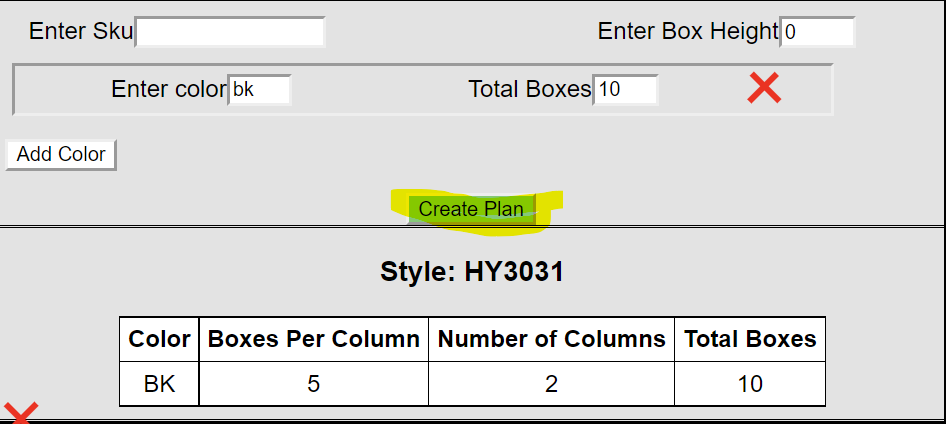 Enter Sku Enter Box Height 0
Enter color bk Total Boxes 10
Add Color
Create Plan
Style: HY3031
Color Boxes Per Column Number of Columns Total Boxes
BK 5 2 10